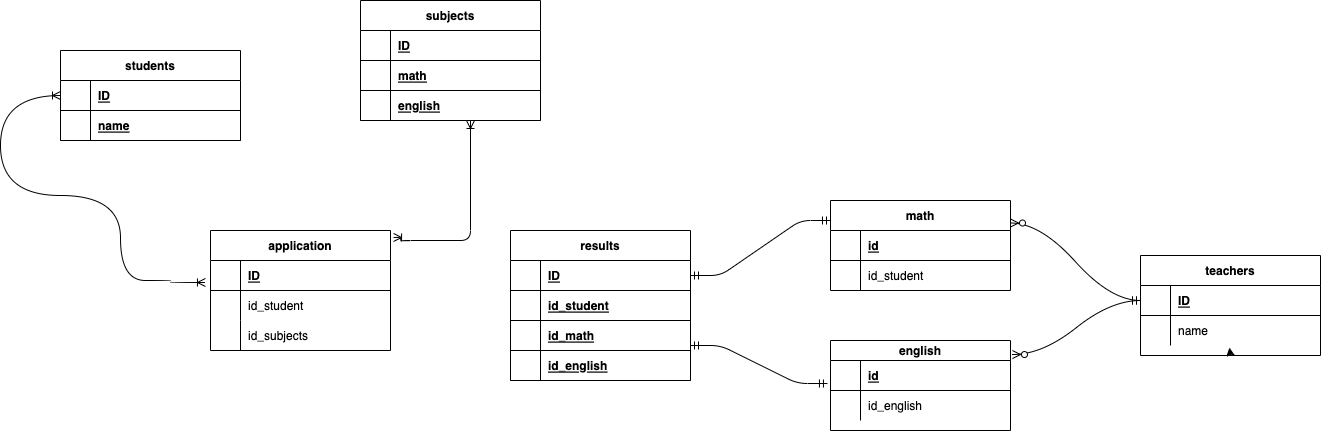 subjects
ID
math
english
students
ID
name
application
ID
id_student
id_subjects
results
ID
id_student
id_math
id_english
math
id
id_student
english
id
id_english
teachers
ID
name